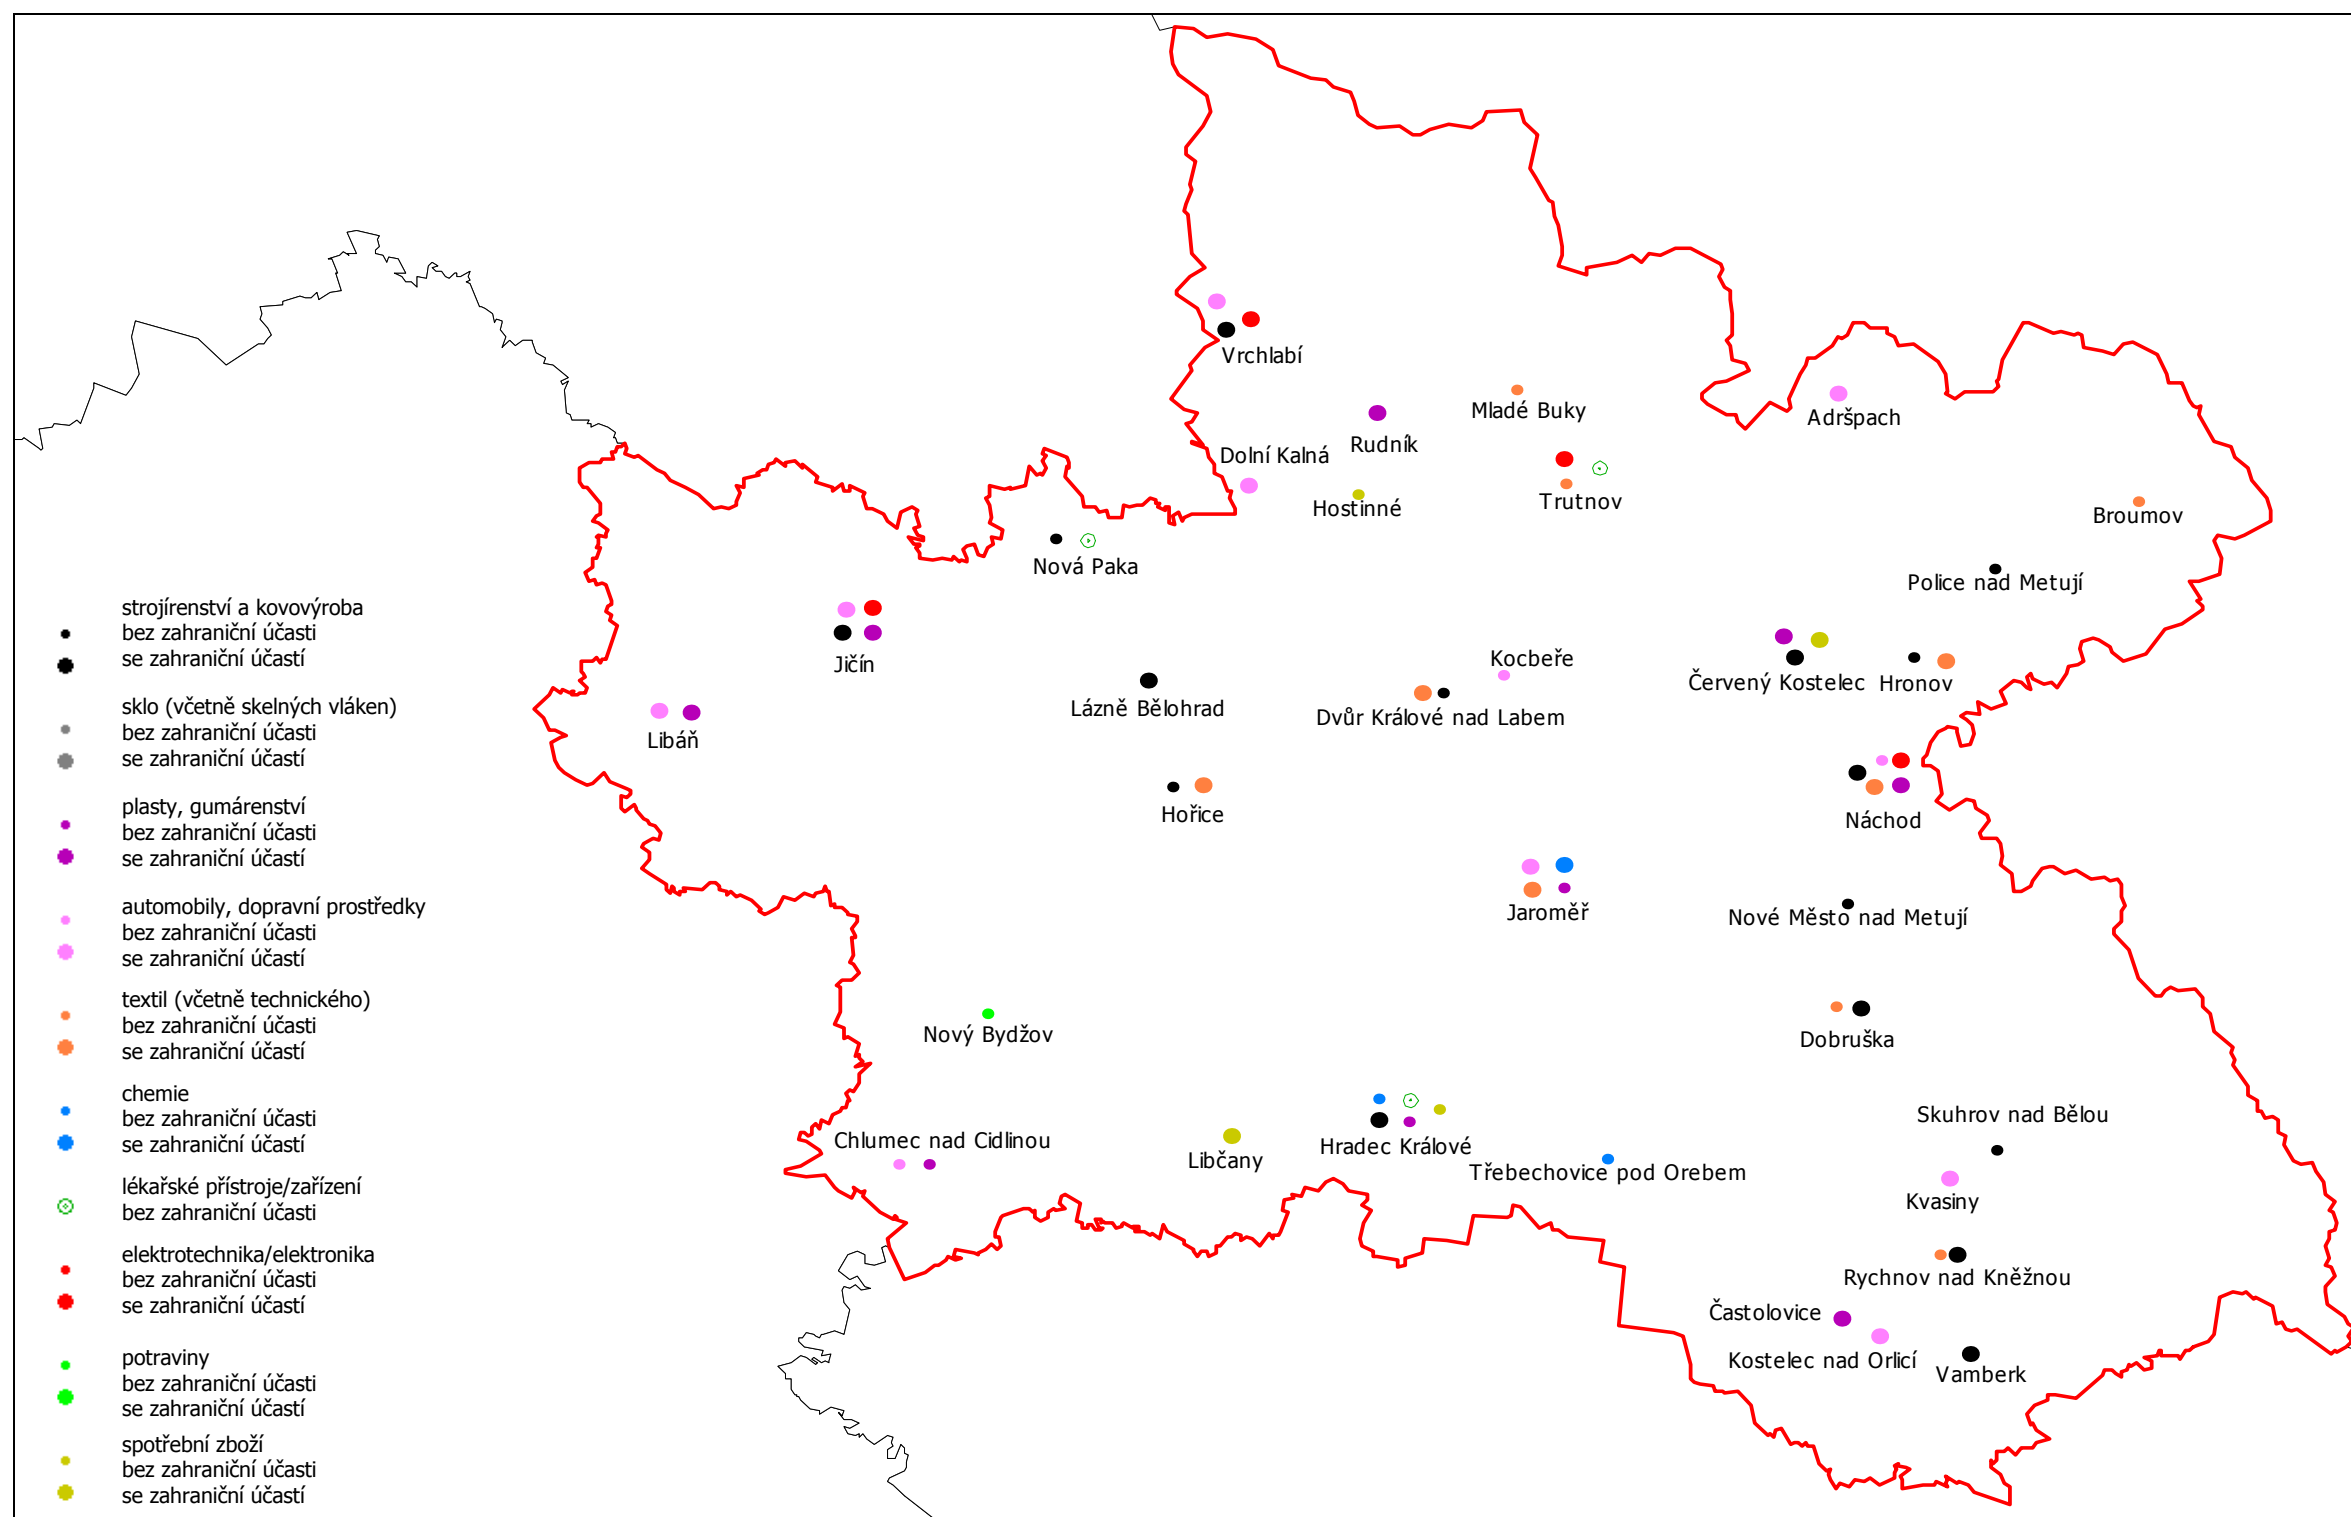 Vrchlabí
Mladé Buky
Adršpach
Rudník
Dolní Kalná
Hostinné
Trutnov
Broumov
Nová Paka
Police nad Metují
Jičín
Kocbeře
Červený Kostelec
Hronov
Lázně Bělohrad
Dvůr Králové nad Labem
Libáň
Hořice
Náchod
Jaroměř
Nové Město nad Metují
Nový Bydžov
Dobruška
Skuhrov nad Bělou
Chlumec nad Cidlinou
Libčany
Hradec Králové
Třebechovice pod Orebem
Kvasiny
Rychnov nad Kněžnou
Častolovice
Kostelec nad Orlicí
Vamberk
strojírenství a kovovýroba
bez zahraniční účasti
se zahraniční účastí
sklo (včetně skelných vláken)
bez zahraniční účasti
se zahraniční účastí
plasty, gumárenství
bez zahraniční účasti
se zahraniční účastí
automobily, dopravní prostředky
bez zahraniční účasti
se zahraniční účastí
textil (včetně technického)
bez zahraniční účasti
se zahraniční účastí
chemie
bez zahraniční účasti
se zahraniční účastí
lékařské přístroje/zařízení
bez zahraniční účasti
elektrotechnika/elektronika
bez zahraniční účasti
se zahraniční účastí
potraviny
bez zahraniční účasti
se zahraniční účastí
spotřební zboží
bez zahraniční účasti
se zahraniční účastí